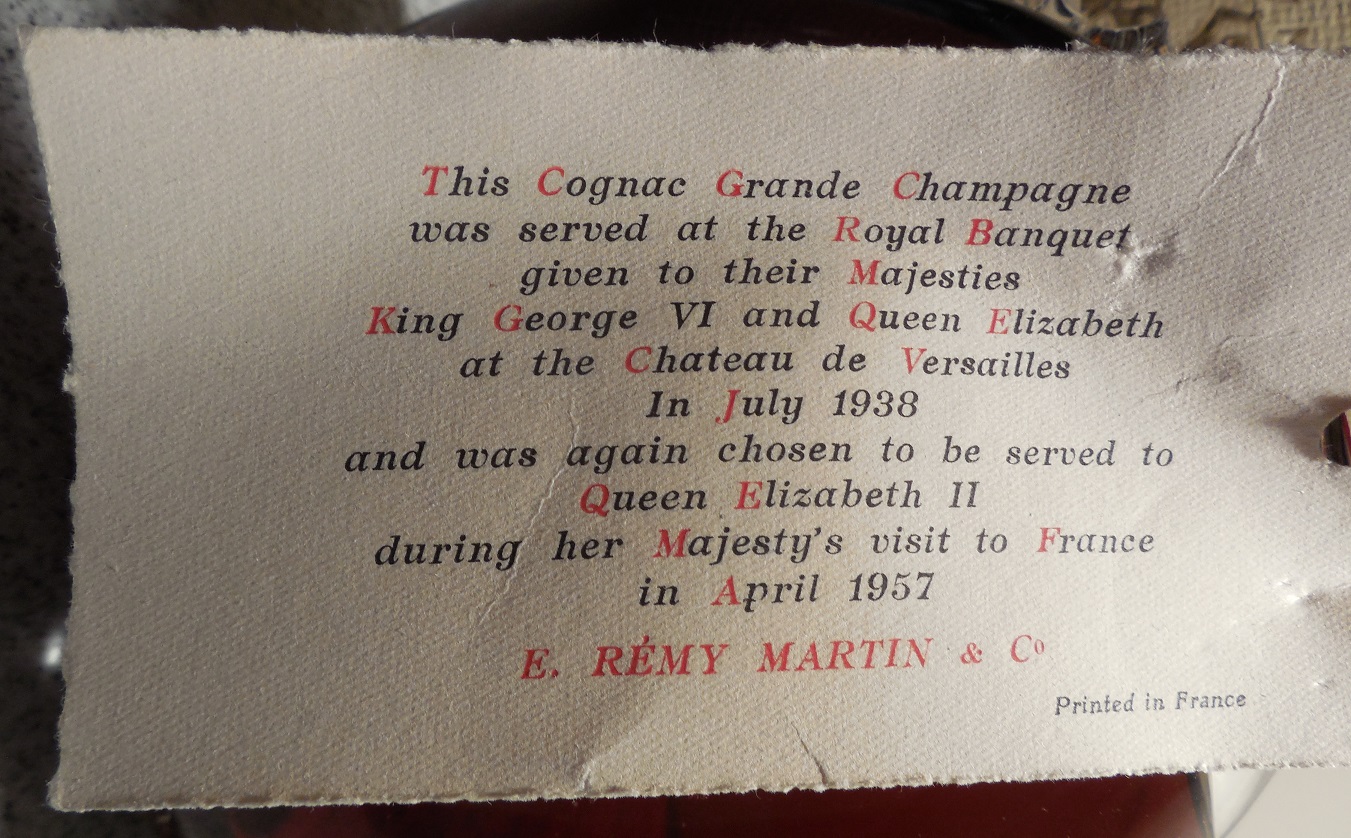 This Cognac Grande Champagne
was served at the Royal Banquet
given to their Majesties
King George VI and Queen Elizabeth
at the Chateau de Versailles
In July 1938
and was again chosen to be served to
Queen Elizabeth II
during her Majesty's visit to France
in April 1957
E. RÉMY MARTIN & Cº
Printed in France